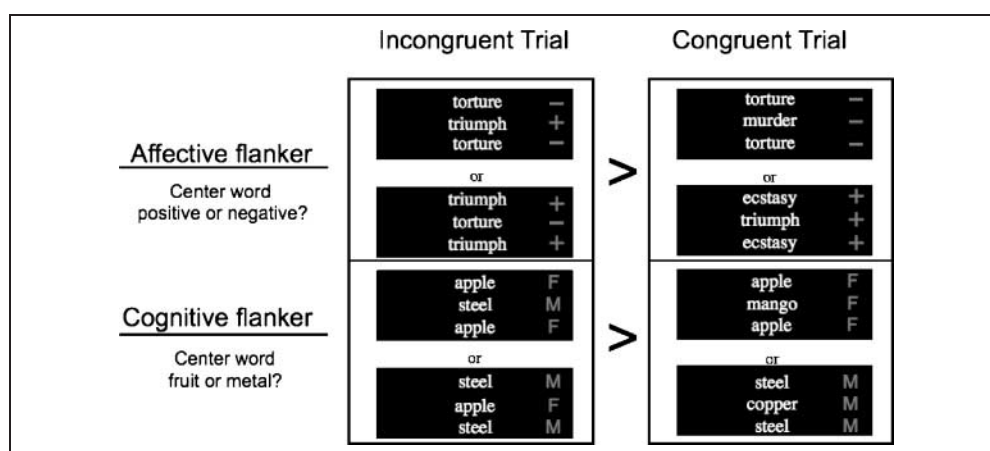 Incongruent Trial Congruent Trial
torture −
triumph +
torture −
or
triumph +
torture −
triumph +
torture −
murder −
torture −
or
ecstasy +
triumph +
ecstasy +
Affective flanker
Center word
positive or negative?
>
Cognitive flanker
Center word
fruit or metal?
>
apple F
steel M
apple F
or
steel M
apple F
steel M
apple F
mango F
apple F
or
steel M
copper M
steel M